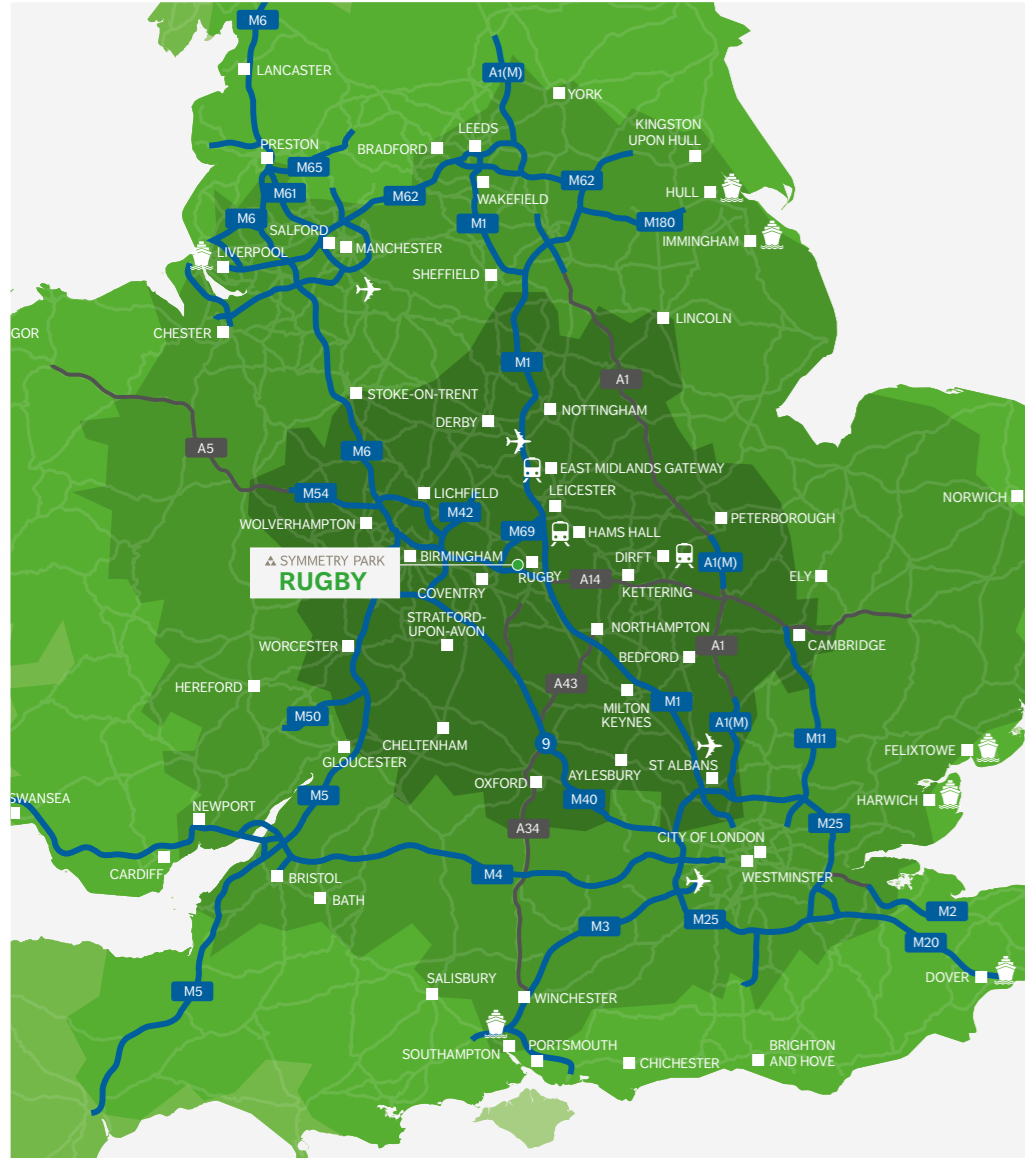 M6
LANCASTER
A1(M)
YORK
LEEDS
KINGSTON
UPON HULL
PRESTON
BRADFORD
M65
M62
M61
M62
WAKEFIELD
HULL
M6
SALFORD
M1
M180
MANCHESTER
IMMINGHAM
LIVERPOOL
SHEFFIELD
LINCOLN
GOR
CHESTER
M1
A1
STOKE-ON-TRENT
NOTTINGHAM
DERBY
A5
M6
EAST MIDLANDS GATEWAY
M54
LICHFIELD
LEICESTER
NORWICH
M42
WOLVERHAMPTON
PETERBOROUGH
M69
HAMS HALL
BIRMINGHAM
DIRFT
A1(M)
SYMMETRY PARK
RUGBY
RUGBY
COVENTRY
A14
KETTERING
ELY
STRATFORD-
UPON-AVON
NORTHAMPTON
WORCESTER
A1
CAMBRIDGE
BEDFORD
HEREFORD
A43
M1
MILTON
KEYNES
M50
A1(M)
CHELTENHAM
9
M11
GLOUCESTER
FELIXTOWE
AYLESBURY
ST ALBANS
OXFORD
M5
M40
HARWICH
SWANSEA
NEWPORT
A34
M25
CITY OF LONDON
CARDIFF
BRISTOL
M4
WESTMINSTER
BATH
M25
M2
M3
M20
SALISBURY
DOVER
M5
WINCHESTER
SOUTHAMPTON
PORTSMOUTH
CHICHESTER
BRIGHTON
AND HOVE